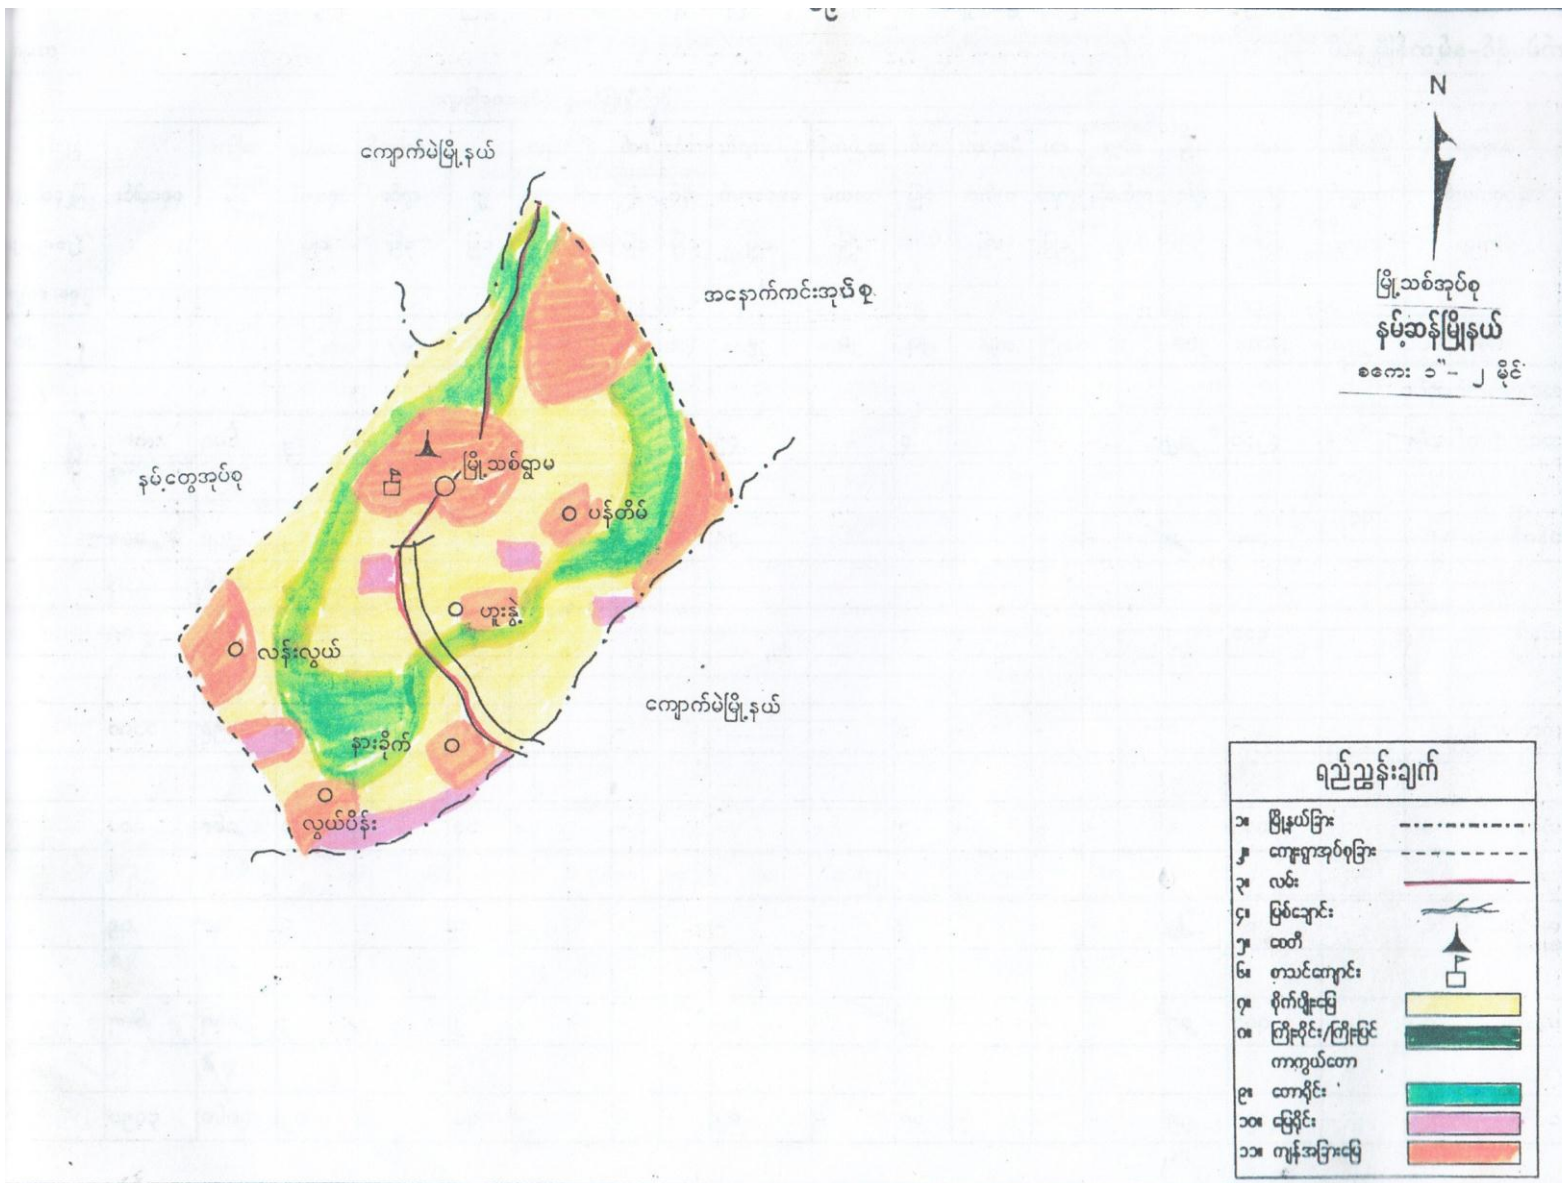 ကျောက်မဲမြို့နယ်
N
အနောက်ကင်းအုပ်စု
မြို့သစ်အုပ်စု
နမ့်ဆန်မြို့နယ်
စကေး ၁" – ၂ မိုင်
နမ့်တွေအုပ်စု
မြို့သစ်ရွာမ
ပန်တိမ်
ဟူးနွဲ့
လန်းလွယ်
ကျောက်မဲမြို့နယ်
နားခိုက်
လွယ်ပိန်း
ရည်ညွှန်းချက်
၁။ မြို့နယ်ခြား
၂။ ကျေးရွာအုပ်စုခြား
၃။ လမ်း
၄။ မြစ်ချောင်း
၅။ စေတီ
၆။ စာသင်ကျောင်း
၇။ စိုက်ပျိုးမြေ
၈။ ကြိုးဝိုင်း/ကြိုးပြင်
ကာကွယ်တော
၉။ တောရိုင်း
၁၀။ မြေရိုင်း
၁၁။ ကျန်အခြားမြေ